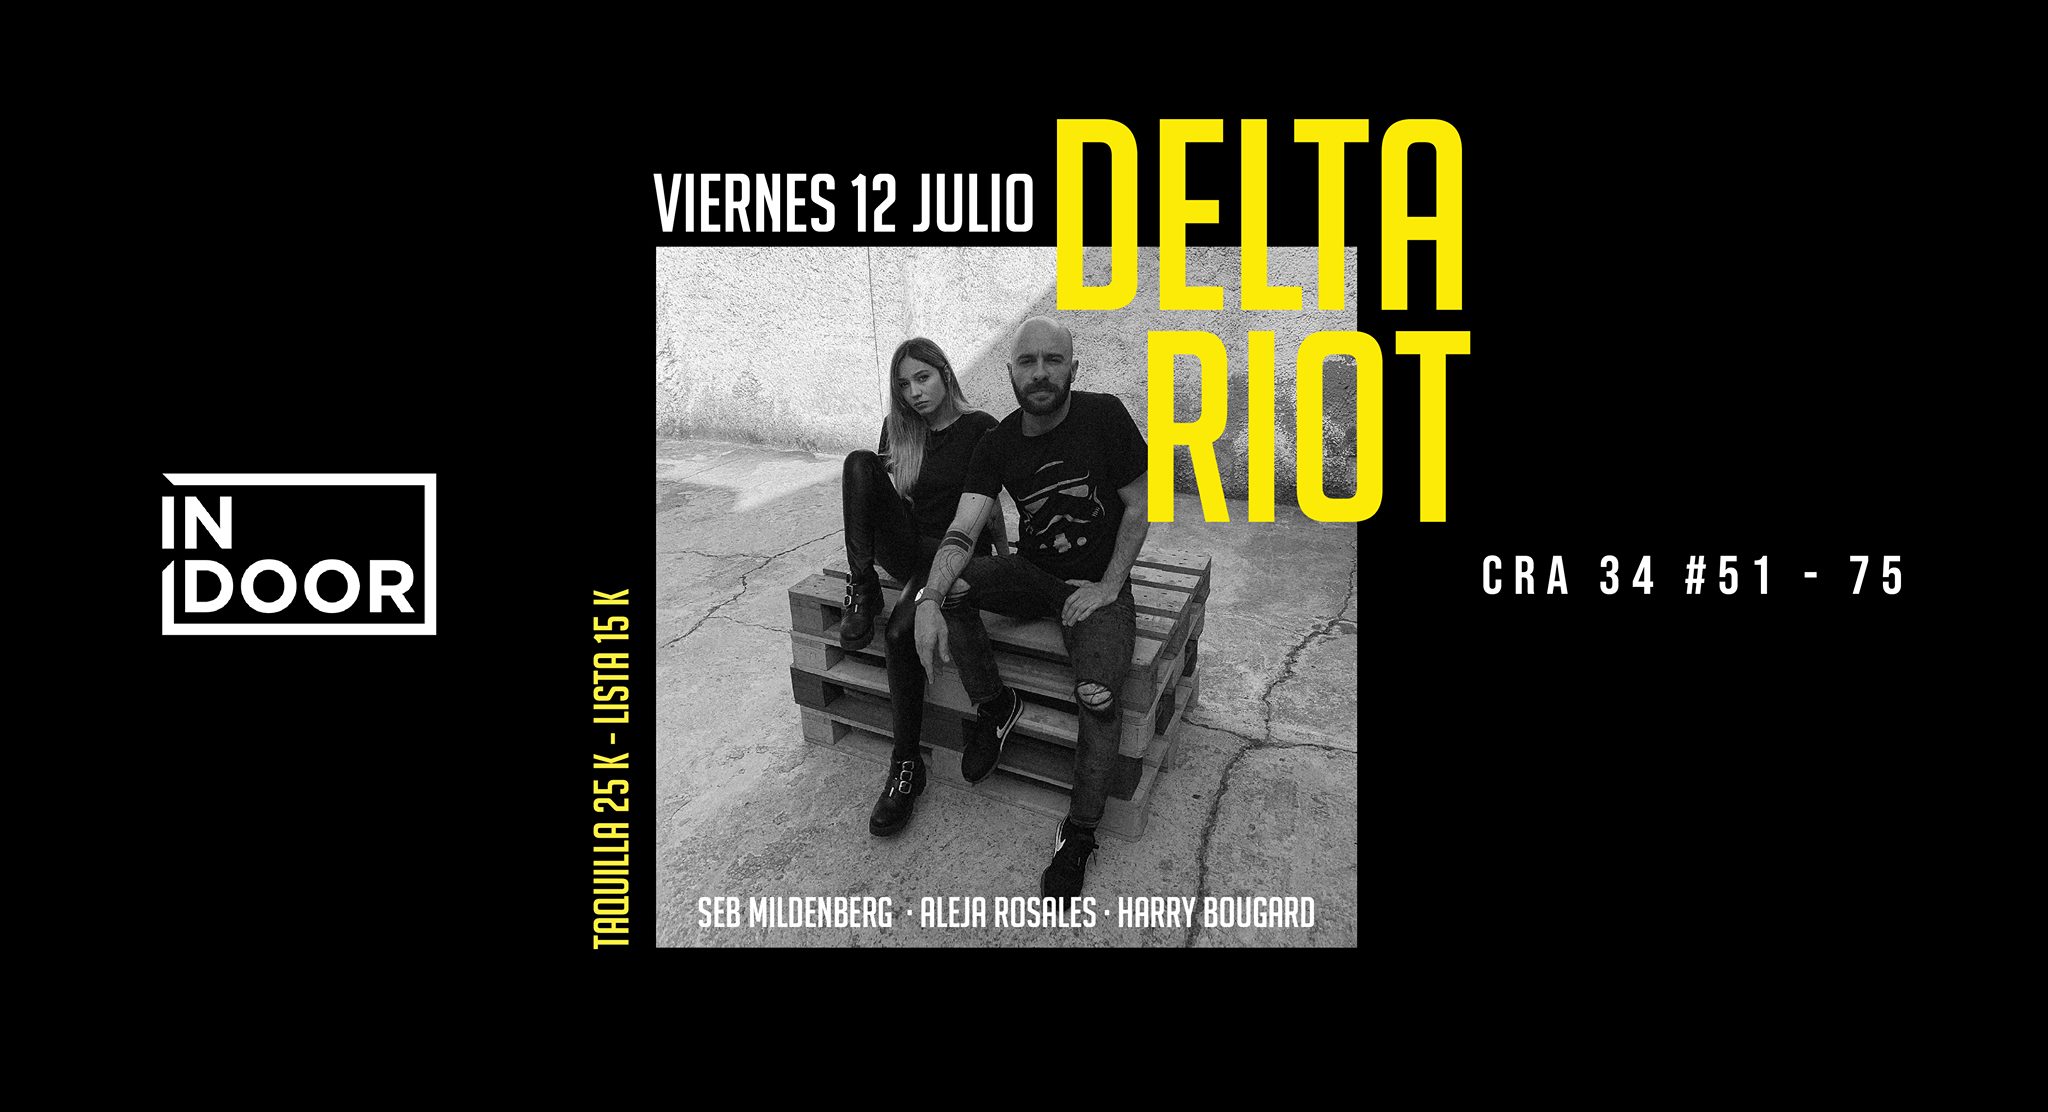 VIERNES 12 JULIO
DELTA
RIOT
IN
DOOR
CRA 34 #51 - 75
TAQUILLA 25 K - LISTA 15 K
SEB MILDENBERG · ALEJA ROSALES · HARRY BOUGARD